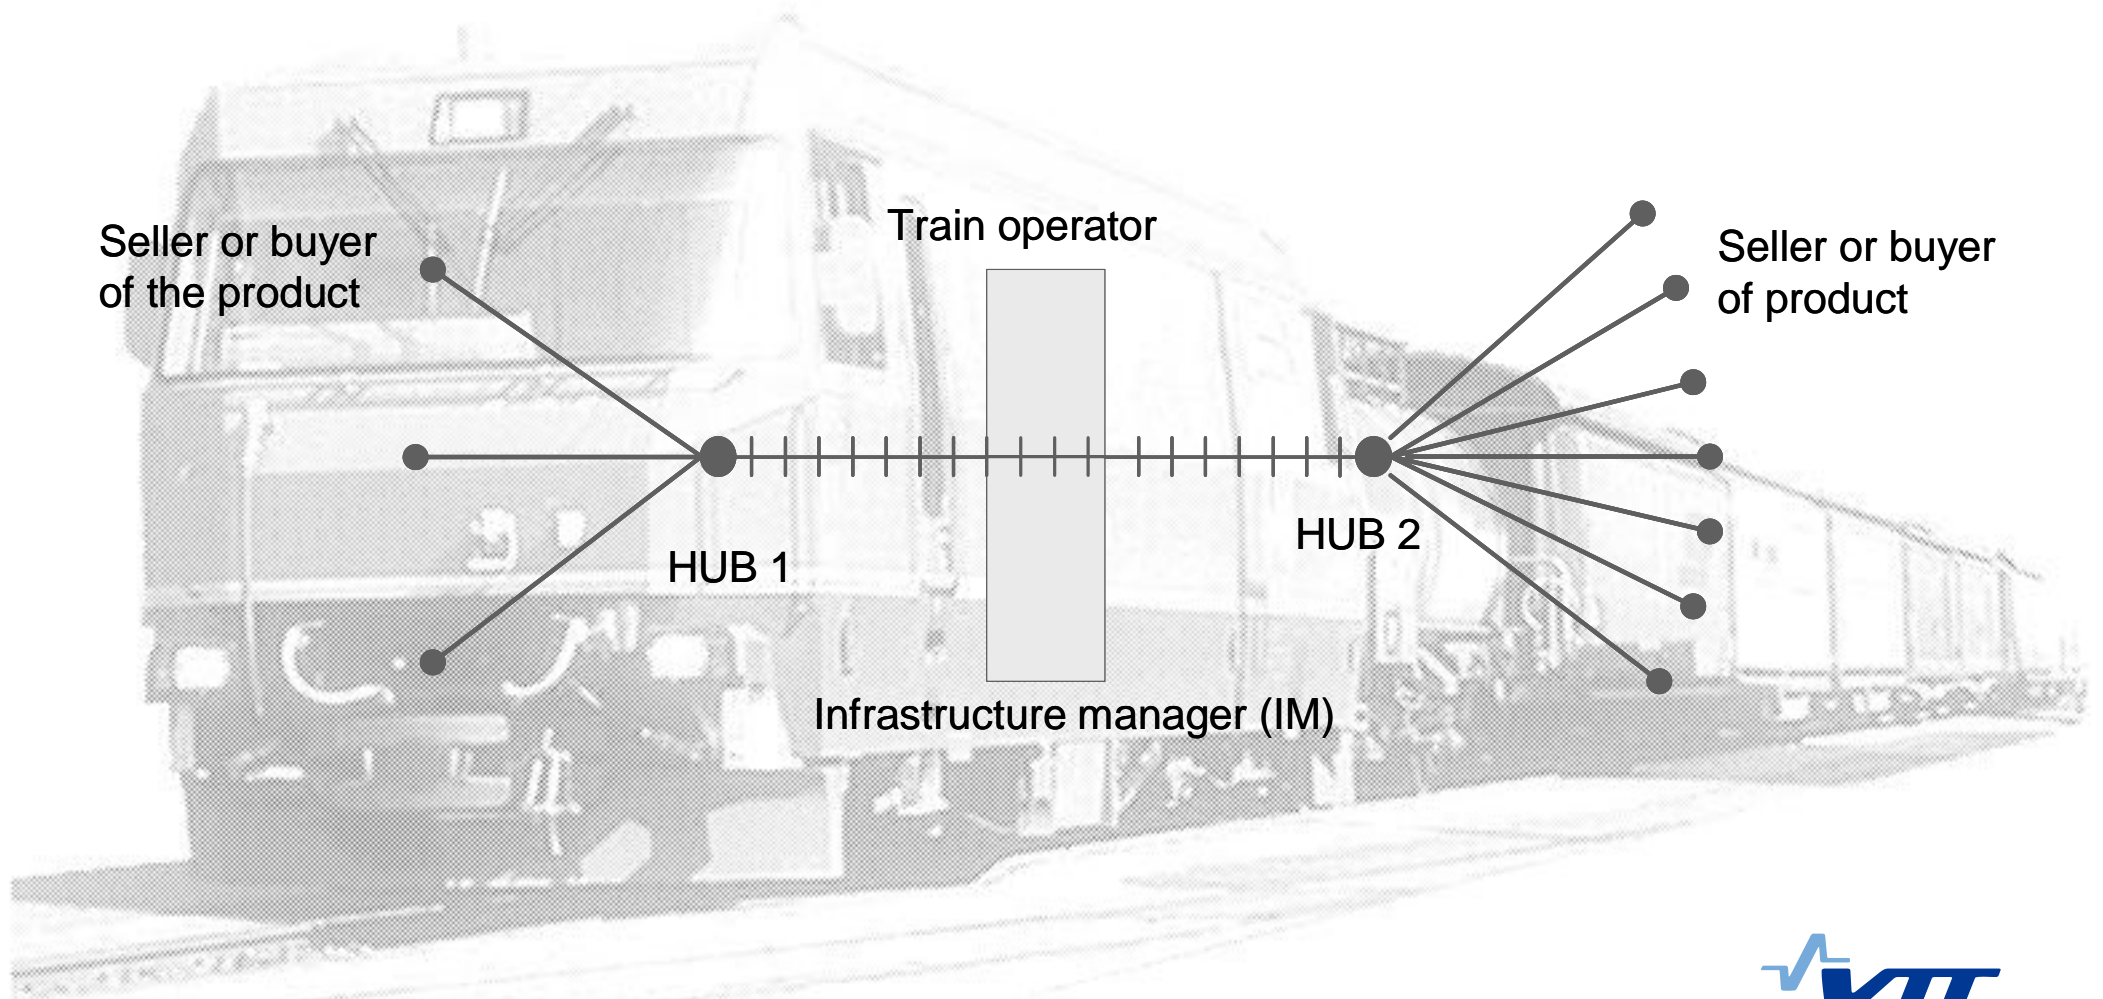 Train operator
Seller or buyer
of the product
Seller or buyer
of product
HUB 1
HUB 2
Infrastructure manager (IM)
VTT